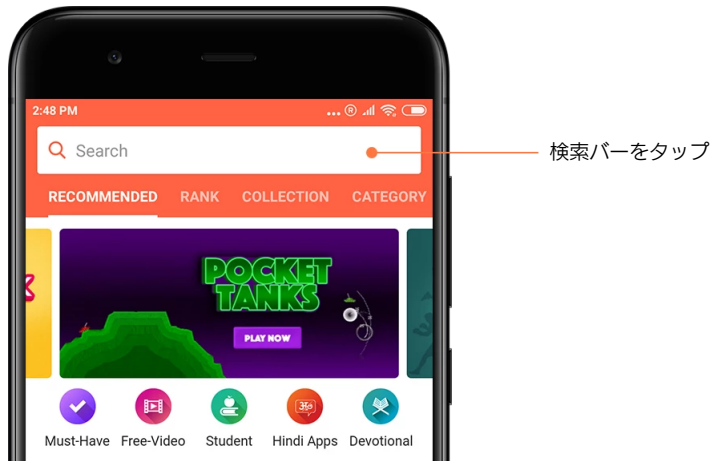 2:48 PM
... R
Search
検索バーをタップ
RECOMMENDED RANK COLLECTION CATEGORY
POCKET
TANKS
PLAY NOW
Must-Have Free-Video Student Hindi Apps Devotional